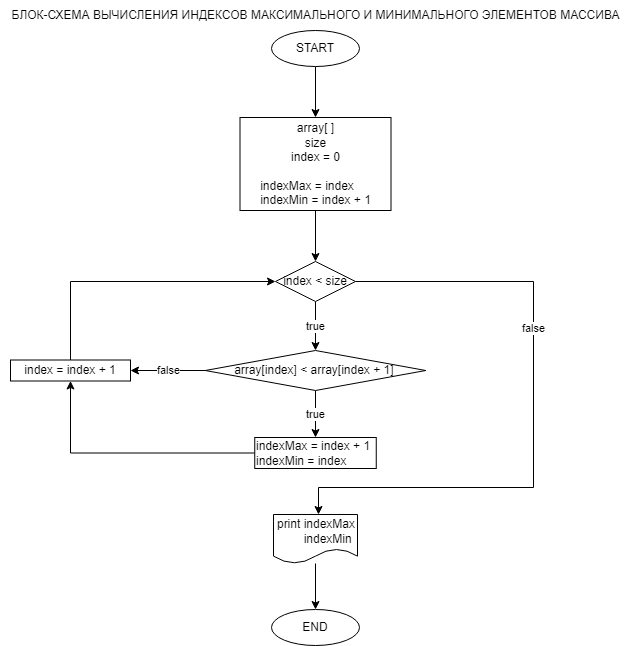 БЛОК-СХЕМА ВЫЧИСЛЕНИЯ ИНДЕКСОВ МАКСИМАЛЬНОГО И МИНИМАЛЬНОГО ЭЛЕМЕНТОВ МАССИВА
START
array[ ]
size
index = 0
indexMax = index
indexMin = index + 1
index < size
true
false
array[index] < array[index + 1]
false
index = index + 1
true
indexMax = index + 1
indexMin = index
print indexMax
indexMin
END